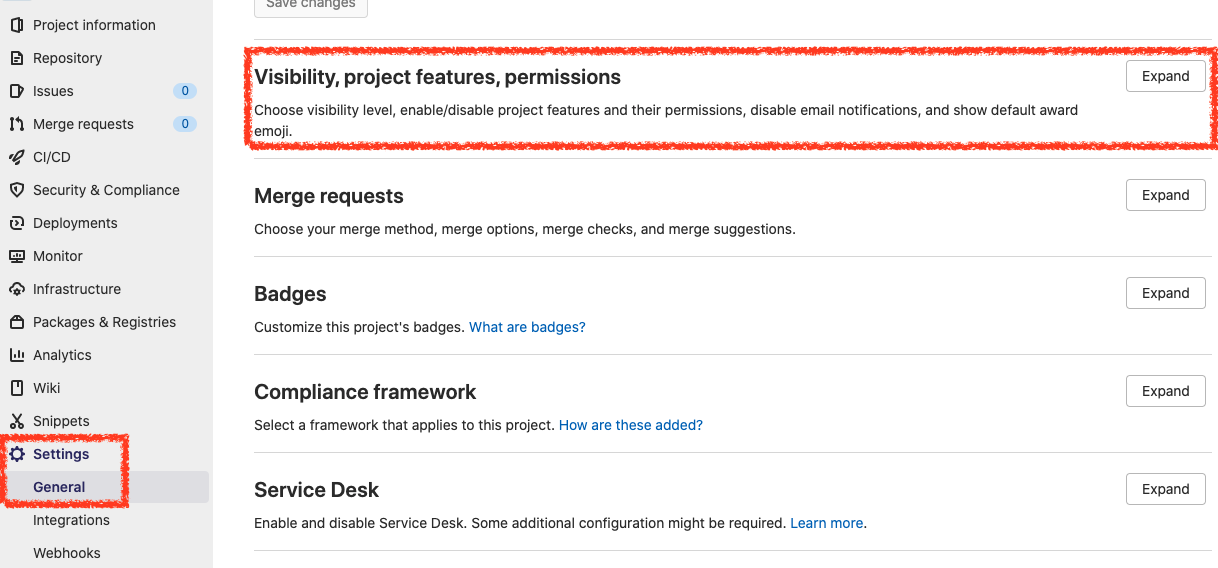 Project information
Repository
Issues 0
Merge requests 0
CI/CD
Security & Compliance
Deployments
Monitor
Infrastructure
Packages & Registries
Analytics
Wiki
Snippets
Settings
General
Integrations
Webhooks
Save changes
Visibility, project features, permissions
Expand
Choose visibility level, enable/disable project features and their permissions, disable email notifications, and show default award
emoji.
Merge requests
Expand
Choose your merge method, merge options, merge checks, and merge suggestions.
Badges
Expand
Customize this project's badges. What are badges?
Compliance framework
Expand
Select a framework that applies to this project. How are these added?
Service Desk
Expand
Enable and disable Service Desk. Some additional configuration might be required. Learn more.